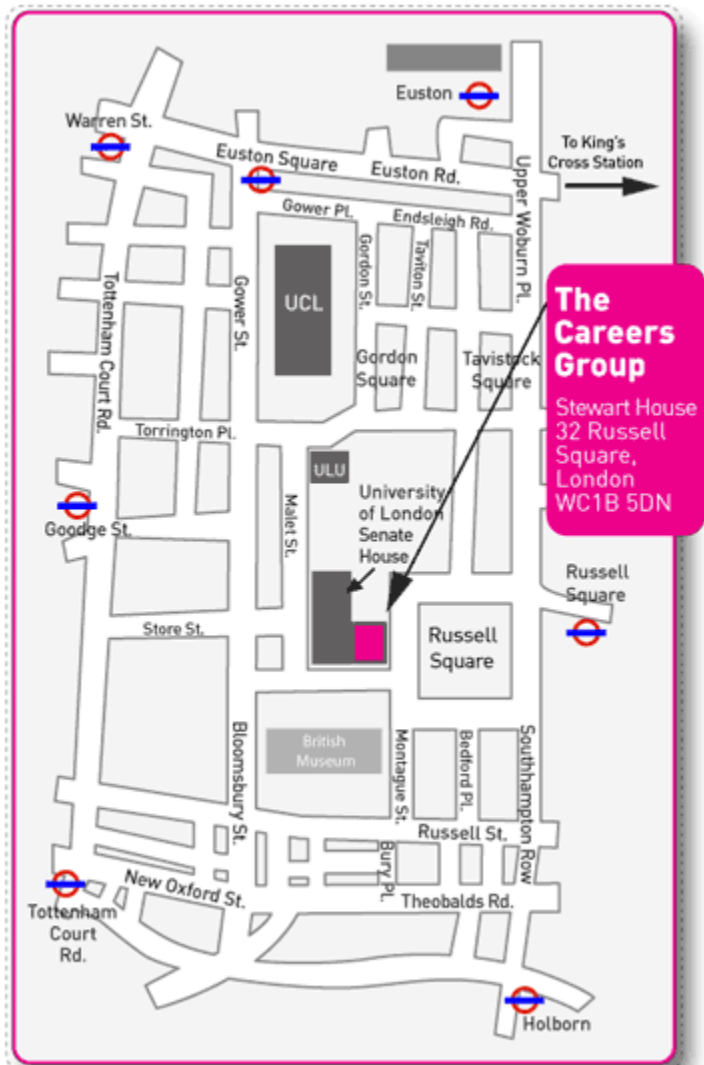 Euston
Warren St.
To King's
Cross Station
Euston Square
Euston Rd.
Upper Woburn Pl.
Gower Pl.
Endsleigh Rd.
Gordon St.
Taviton St.
Tottenham Court Rd.
Gower St.
UCL
The
Careers
Group
Stewart House
32 Russell
Square,
London
WC1B 5DN
Gordon
Square
Tavistock
Square
Torrington Pl.
ULU
University
of London
Senate
House
Malet St.
Goodge St.
Russell
Square
Store St.
Russell
Square
Bloomsbury St.
British
Museum
Montague St.
Bedford Pl.
Southhampton Row
Russell St.
Bury Pl.
New Oxford St.
Theobalds Rd.
Tottenham
Court
Rd.
Holborn